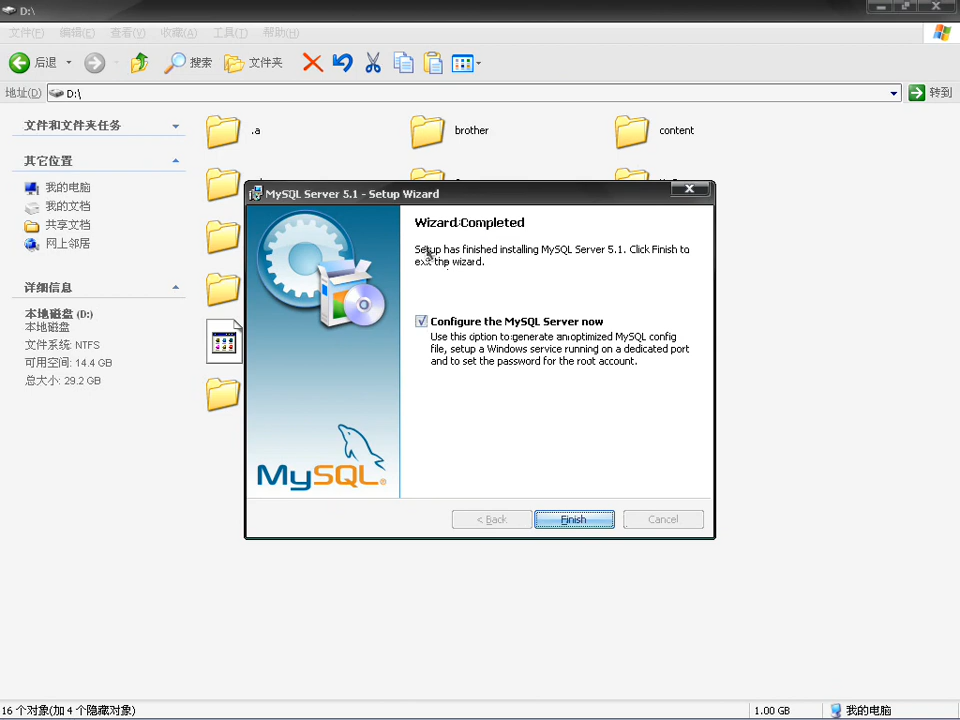 D:\
文件(F) 编辑(E) 查看(V) 收藏(A) 工具(T) 帮助(H)
后退 搜索 文件夹
地址(D) D:\ 转到
文件和文件夹任务
其它位置
我的电脑
我的文档
共享文档
网上邻居
详细信息
本地磁盘 (D:)
本地磁盘
文件系统: NTFS
可用空间: 14.4 GB
总大小: 29.2 GB
.a brother content
MySQL Server 5.1 - Setup Wizard
Wizard Completed
Setup has finished installing MySQL Server 5.1. Click Finish to
exit the wizard.
Configure the MySQL Server now
Use this option to generate an optimized MySQL config
file, setup a Windows service running on a dedicated port
and to set the password for the root account.
MySQL®
< Back Finish Cancel
16 个对象(加 4 个隐藏对象) 1.00 GB 我的电脑